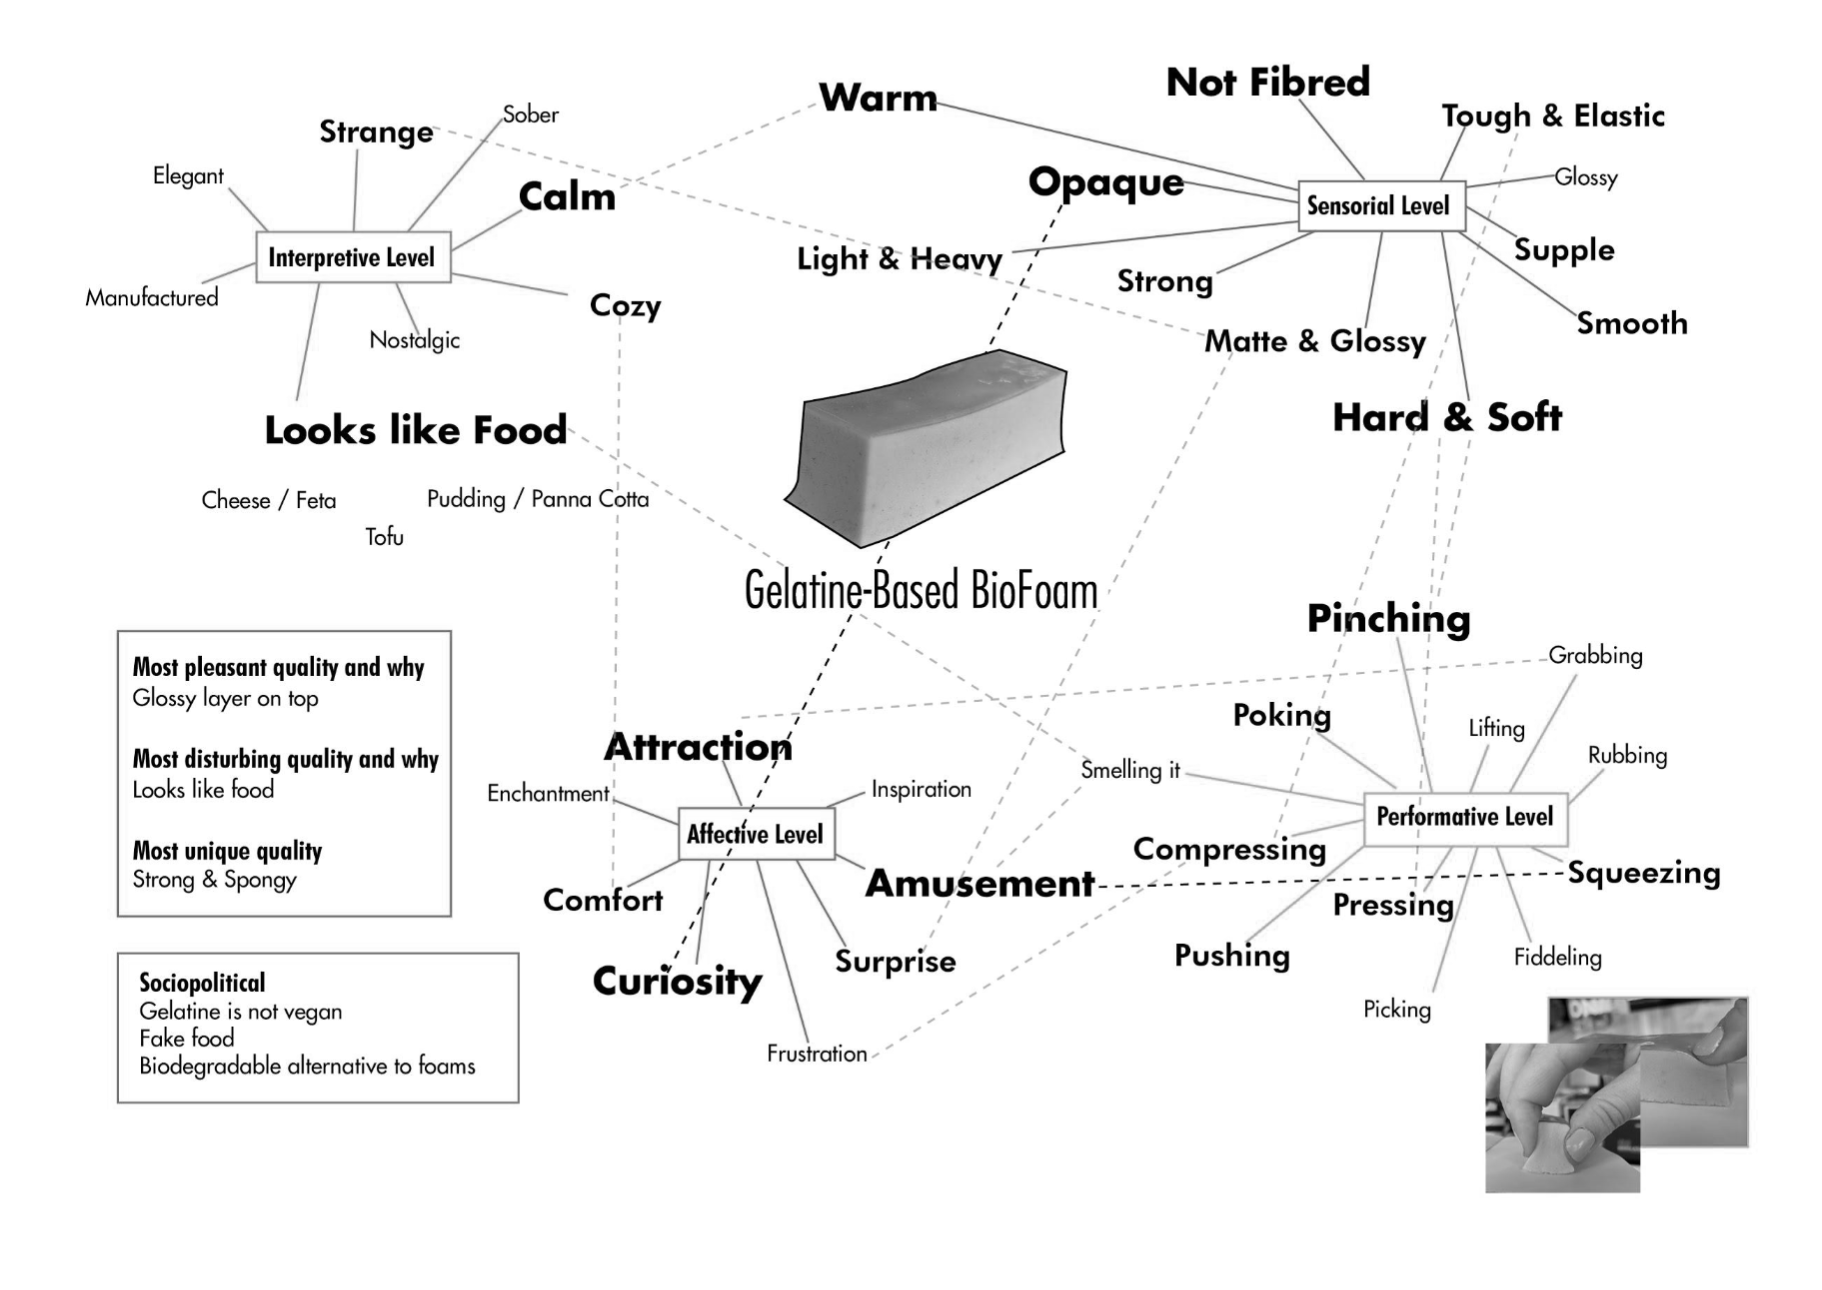 Warm
Not Fibred
Tough & Elastic
Sober
Strange
Elegant
Calm
Opaque
Glossy
Sensorial Level
Interpretive Level
Light & Heavy
Strong
Supple
Manufactured
Cozy
Nostalgic
Matte & Glossy
Smooth
Looks like Food
Hard & Soft
Cheese / Feta
Pudding / Panna Cotta
Tofu
Gelatine-Based BioFoam
Most pleasant quality and why
Glossy layer on top
Most disturbing quality and why
Looks like food
Most unique quality
Strong & Spongy
Sociopolitical
Gelatine is not vegan
Fake food
Biodegradable alternative to foams
Attraction
Enchantment
Inspiration
Affective Level
Comfort
Amusement
Curiosity
Surprise
Frustration
Pinching
Grabbing
Poking
Lifting
Rubbing
Smelling it
Performative Level
Compressing
Squeezing
Pressing
Pushing
Fiddeling
Picking